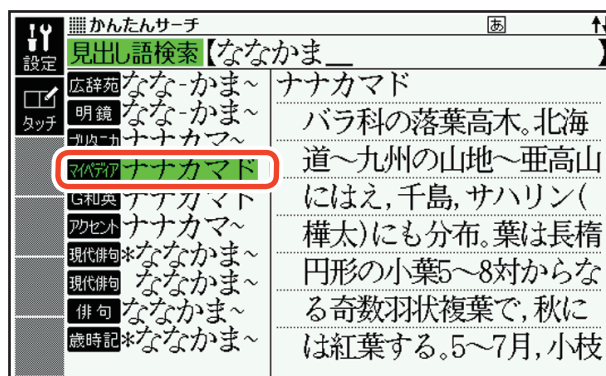 設定
タッチ
かんたんサーチ
あ
見出し語検索【ななかま
広辞苑なな-かま~
明鏡なな-かま~
ブリタニカナナカマ~
マイペディアナナカマド
G和英ナナカマド
アクセントナナカマ~
現代俳句*ななかま~
現代俳句 ななかま~
俳句ななかま~
歳時記*ななかま~
ナナカマド
バラ科の落葉高木。北海
道~九州の山地~亜高山
にはえ,千島,サハリン(
樺太)にも分布。葉は長楕
円形の小葉5~8対からな
る奇数羽状複葉で,秋に
は紅葉する。5~7月,小枝